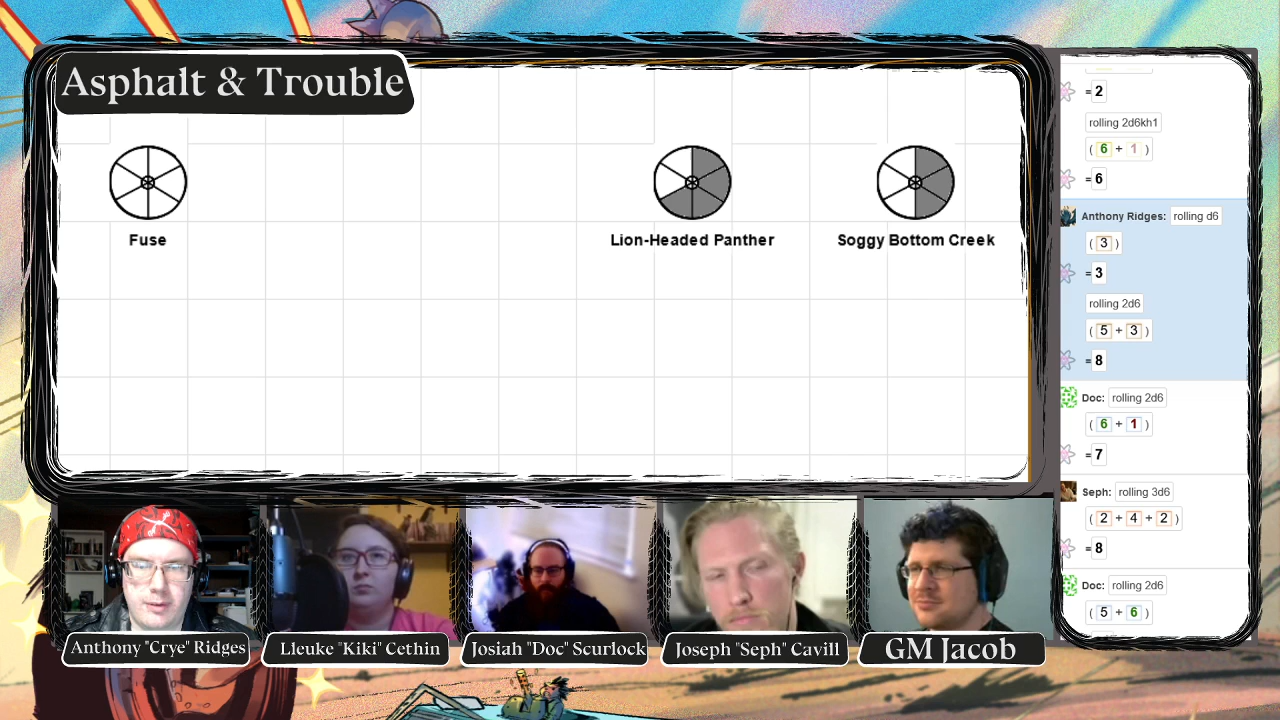 Asphalt & Trouble
Fuse
Lion-Headed Panther
Soggy Bottom Creek
= 2
rolling 2d6kh1
( 6 + 1 )
= 6
Anthony Ridges: rolling d6
( 3 )
= 3
rolling 2d6
( 5 + 3 )
= 8
Doc: rolling 2d6
( 6 + 1 )
= 7
Seph: rolling 3d6
( 2 + 4 + 2 )
= 8
Doc: rolling 2d6
( 5 + 6 )
Anthony "Crye" Ridges
Lleuke "Kiki" Cethin
Josiah "Doc" Scurlock
Joseph "Seph" Cavill
GM Jacob